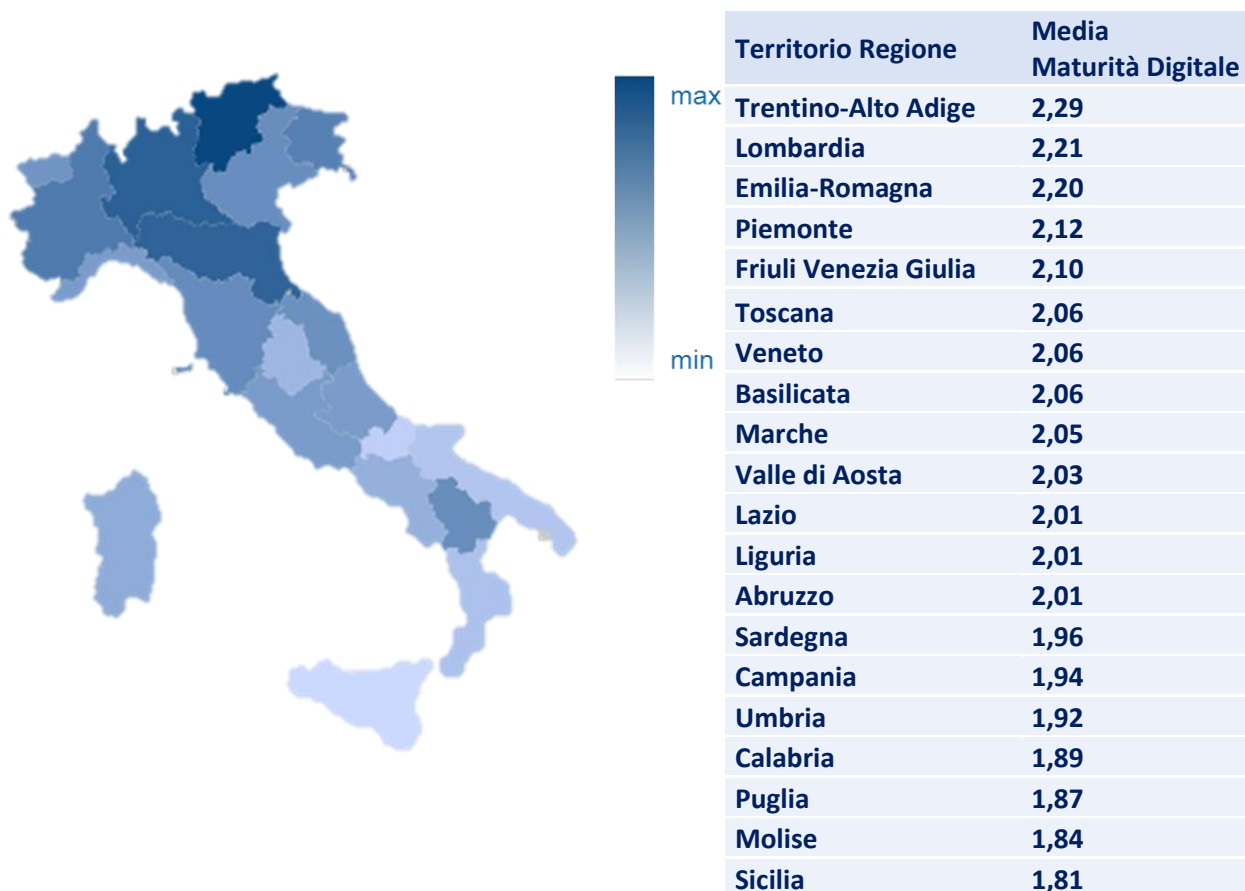 max
min
Territorio Regione Media
Maturità Digitale
Trentino-Alto Adige 2,29
Lombardia 2,21
Emilia-Romagna 2,20
Piemonte 2,12
Friuli Venezia Giulia 2,10
Toscana 2,06
Veneto 2,06
Basilicata 2,06
Marche 2,05
Valle di Aosta 2,03
Lazio 2,01
Liguria 2,01
Abruzzo 2,01
Sardegna 1,96
Campania 1,94
Umbria 1,92
Calabria 1,89
Puglia 1,87
Molise 1,84
Sicilia 1,81